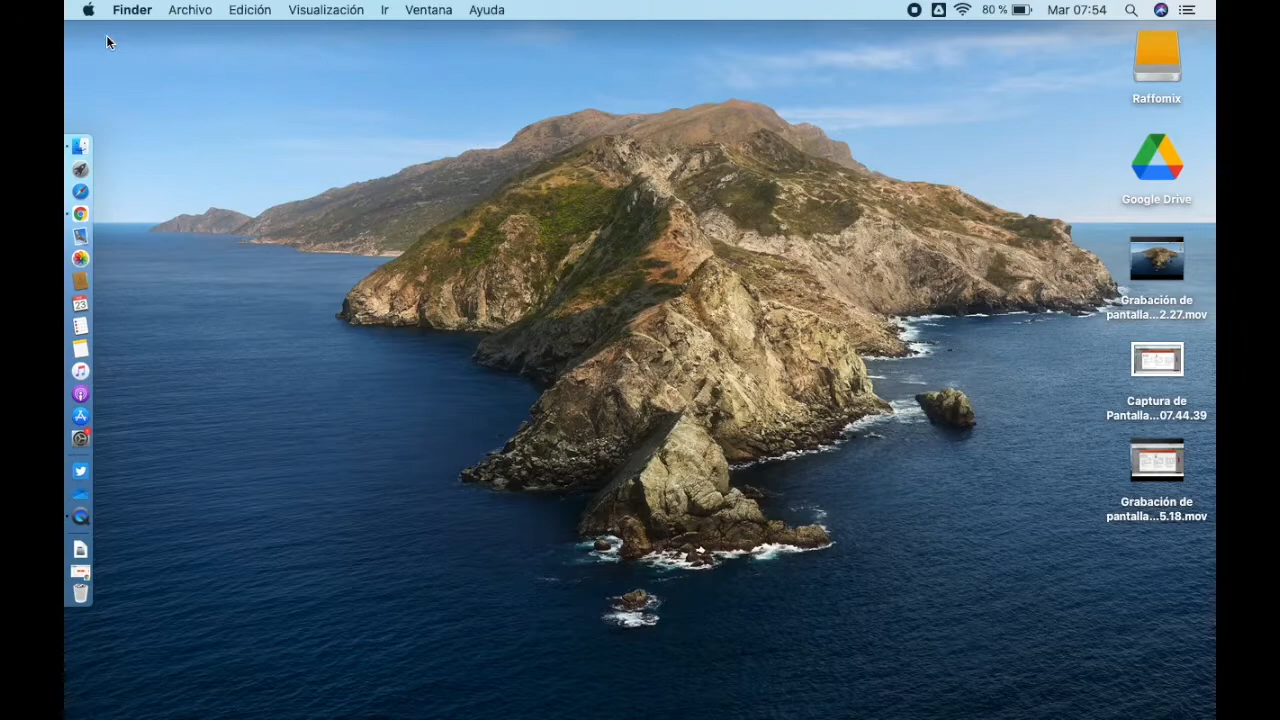 Finder Archivo Edición Visualización Ir Ventana Ayuda 80 % Mar 07:54
Raffomix
Google Drive
Grabación de
pantalla...2.27.mov
Captura de
Pantalla...07.44.39
Grabación de
pantalla...5.18.mov
23